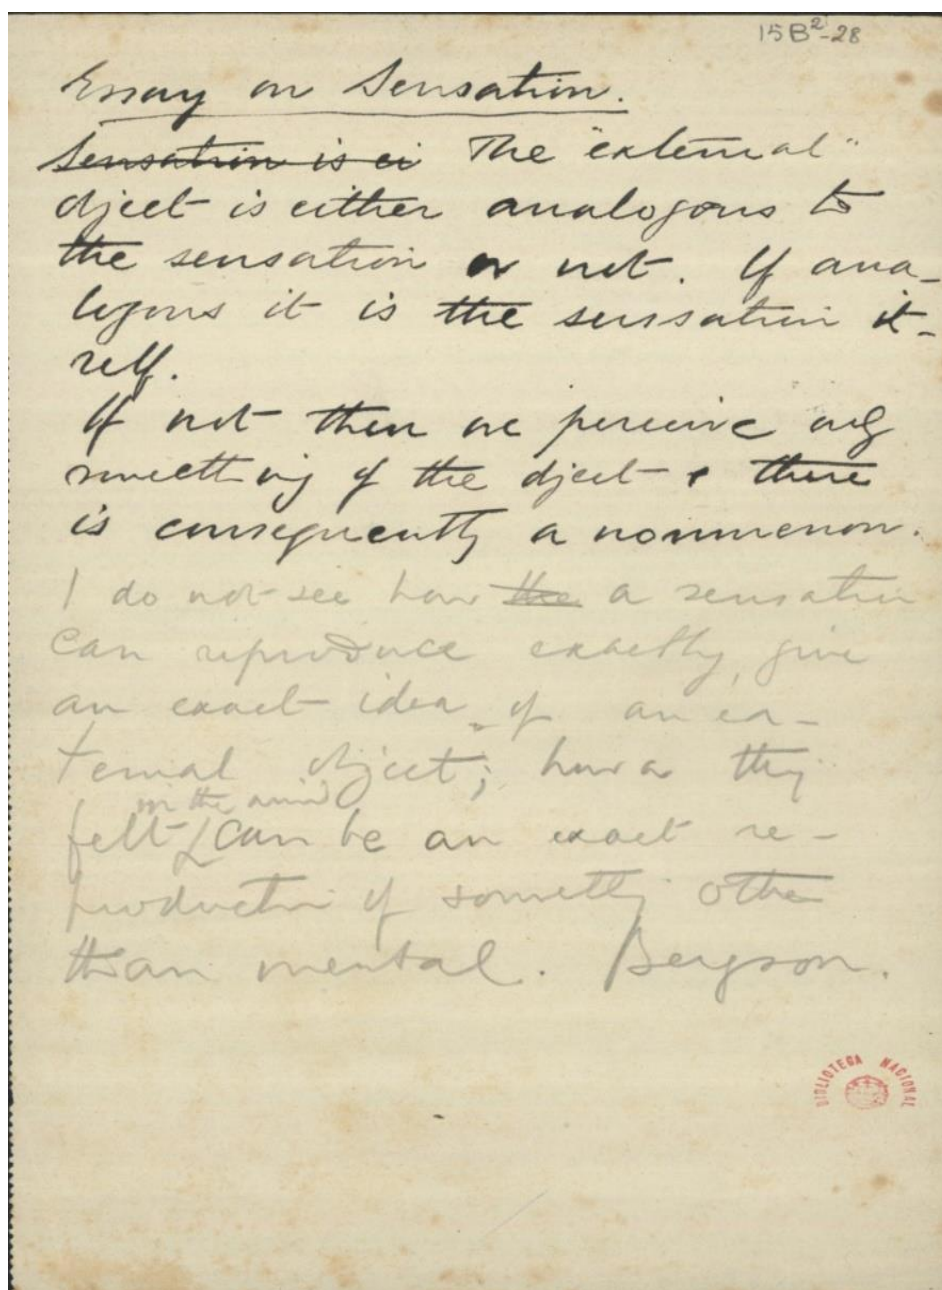 15B²-28
Essay on Sensation.
Sensation is ei The "external"
object is either analogous to
the sensation or not. If ana-
logous it is the sensation it-
self.
If not then we perceive only
something of the object & there
is consequently a noumenon.
I do not see how the a sensation
can reproduce exactly, give
an exact idea of an ex-
ternal object; how a thing
in the mind
felt can be an exact re-
production of something other
than mental. Bergson.
BIBLIOTECA NACIONAL